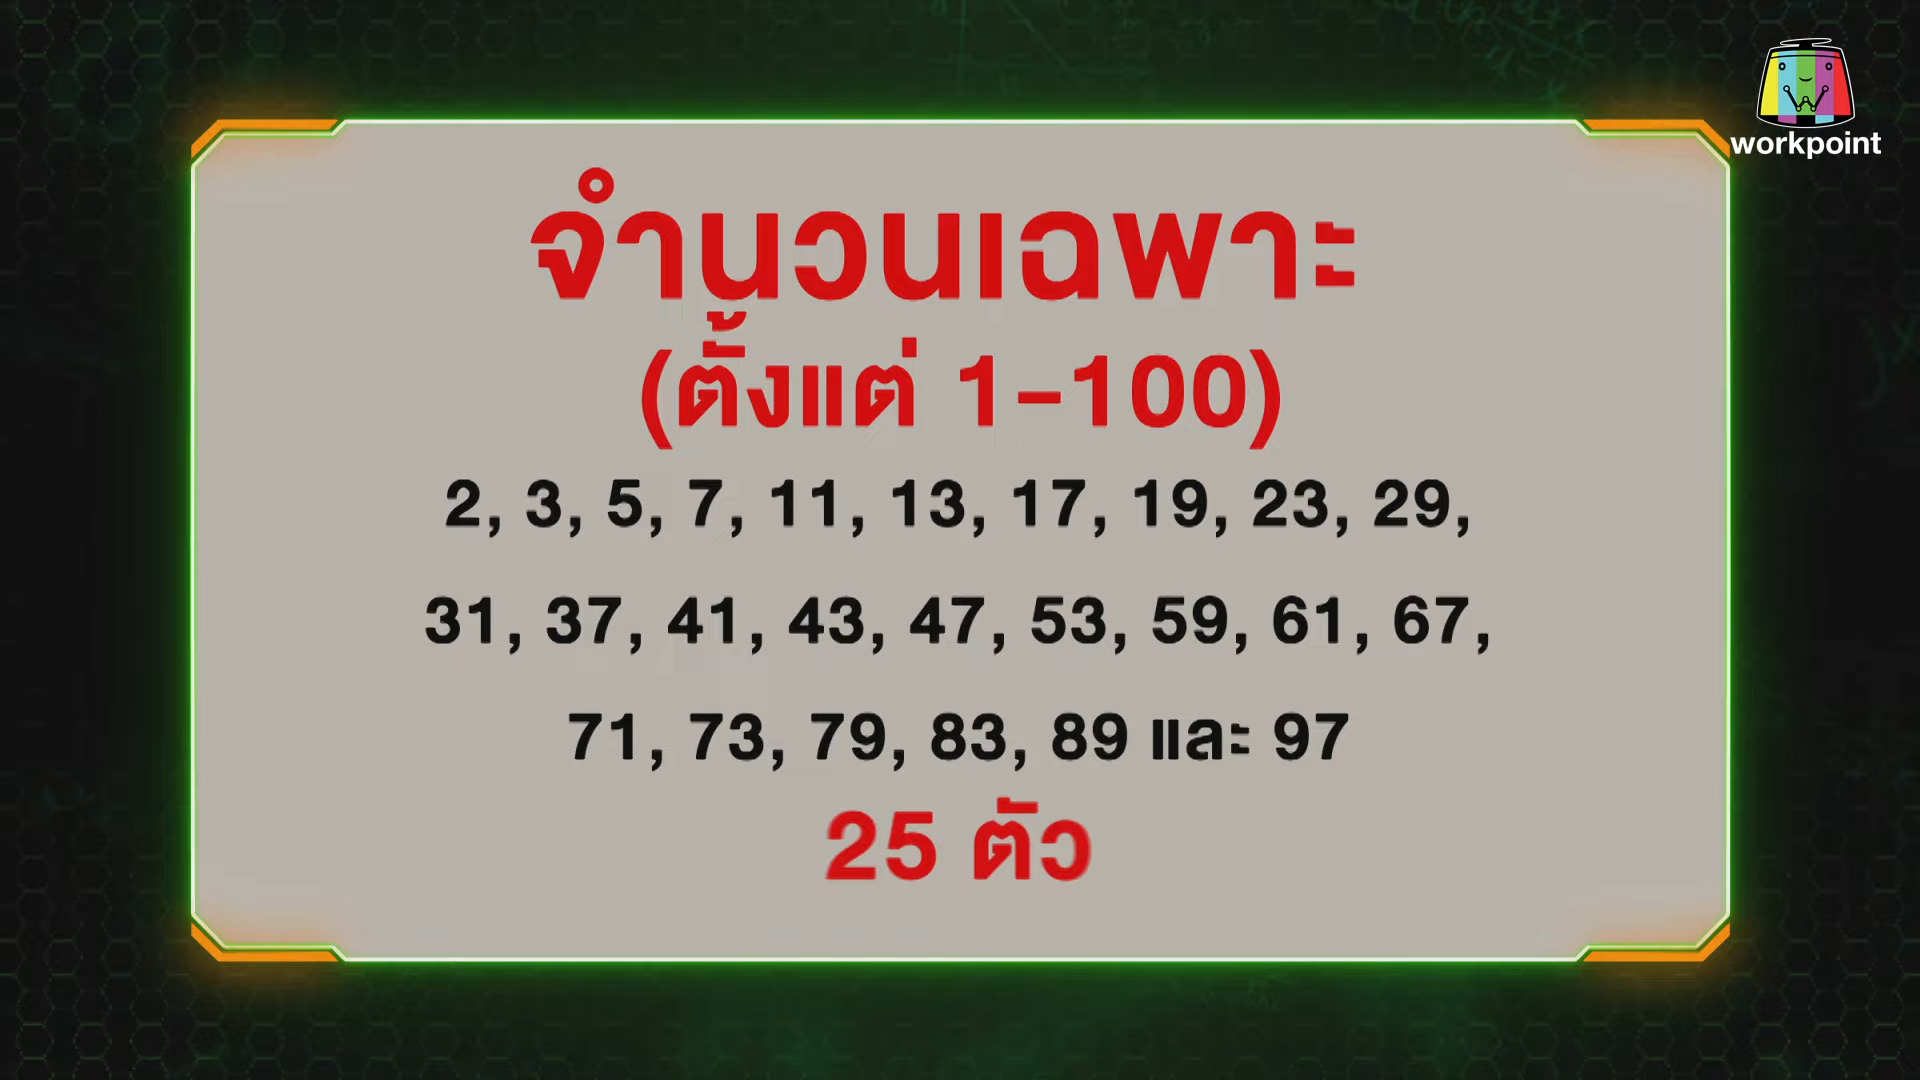 workpoint
จำนวนเฉพาะ
(ตั้งแต่ 1-100)
2, 3, 5, 7, 11, 13, 17, 19, 23, 29,
31, 37, 41, 43, 47, 53, 59, 61, 67,
71, 73, 79, 83, 89 และ 97
25 ตัว